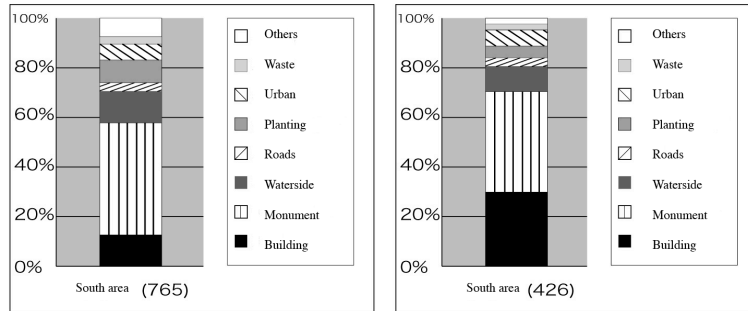 100%
80%
60%
40%
20%
0%
Others
Waste
Urban
Planting
Roads
Waterside
Monument
Building
South area (765)
100%
80%
60%
40%
20%
0%
Others
Waste
Urban
Planting
Roads
Waterside
Monument
Building
South area (426)